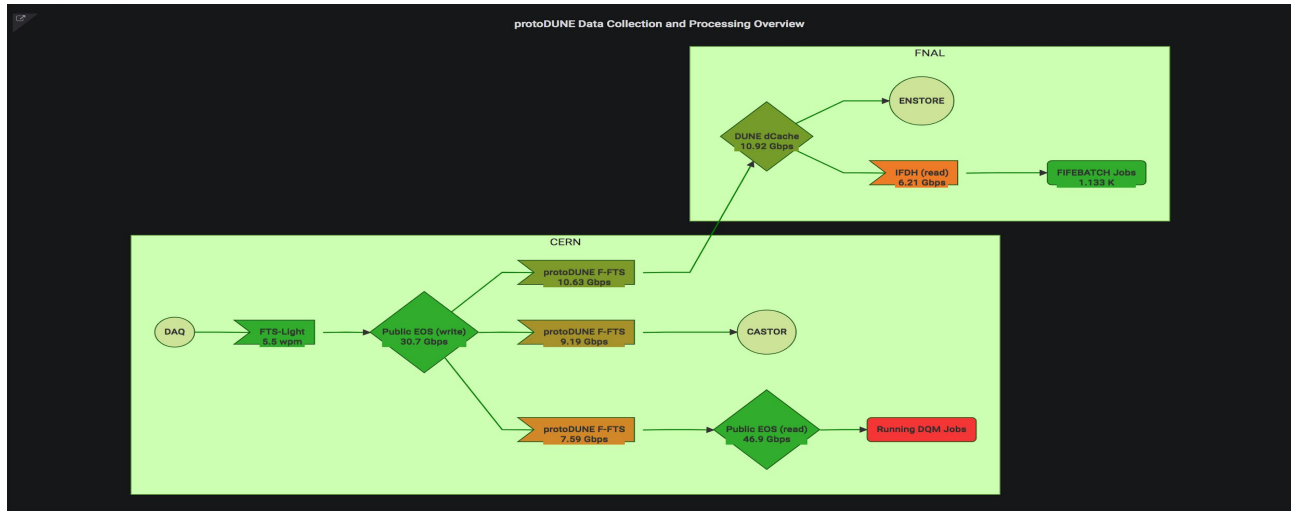 protoDUNE Data Collection and Processing Overview
FNAL
ENSTORE
DUNE dCache
10.92 Gbps
IFDH (read)
6.21 Gbps
FIFEBATCH Jobs
1.133 K
CERN
protoDUNE F-FTS
10.63 Gbps
DAQ
FTS-Light
5.5 wpm
Public EOS (write)
30.7 Gbps
protoDUNE F-FTS
9.19 Gbps
CASTOR
protoDUNE F-FTS
7.59 Gbps
Public EOS (read)
46.9 Gbps
Running DQM Jobs